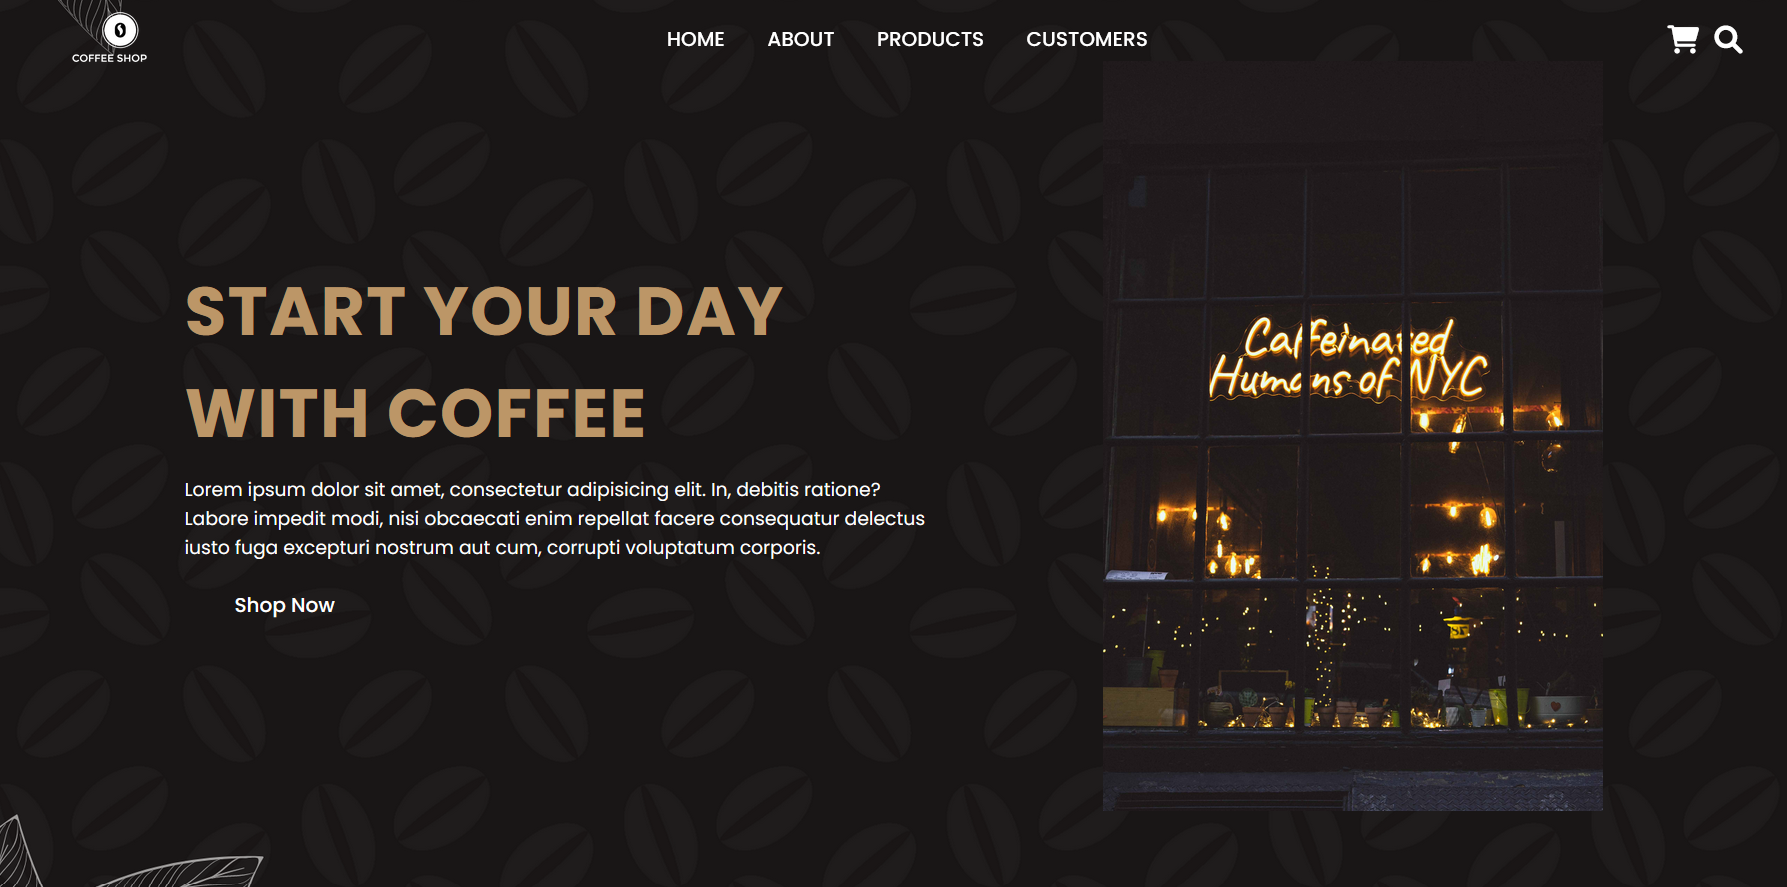 COFFEE SHOP
HOME ABOUT PRODUCTS CUSTOMERS
START YOUR DAY
WITH COFFEE
Lorem ipsum dolor sit amet, consectetur adipisicing elit. In, debitis ratione?
Labore impedit modi, nisi obcaecati enim repellat facere consequatur delectus
iusto fuga excepturi nostrum aut cum, corrupti voluptatum corporis.
Shop Now
Caffeinated
Humans of NYC